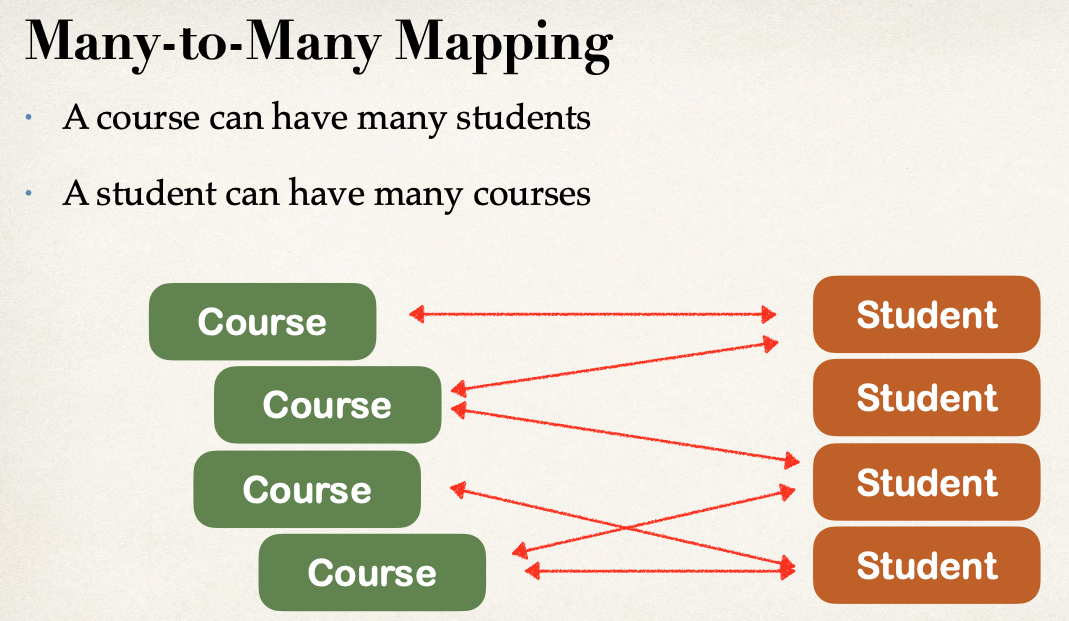 Many-to-Many Mapping
• A course can have many students
• A student can have many courses
Course
Student
Course
Student
Course
Student
Course
Student